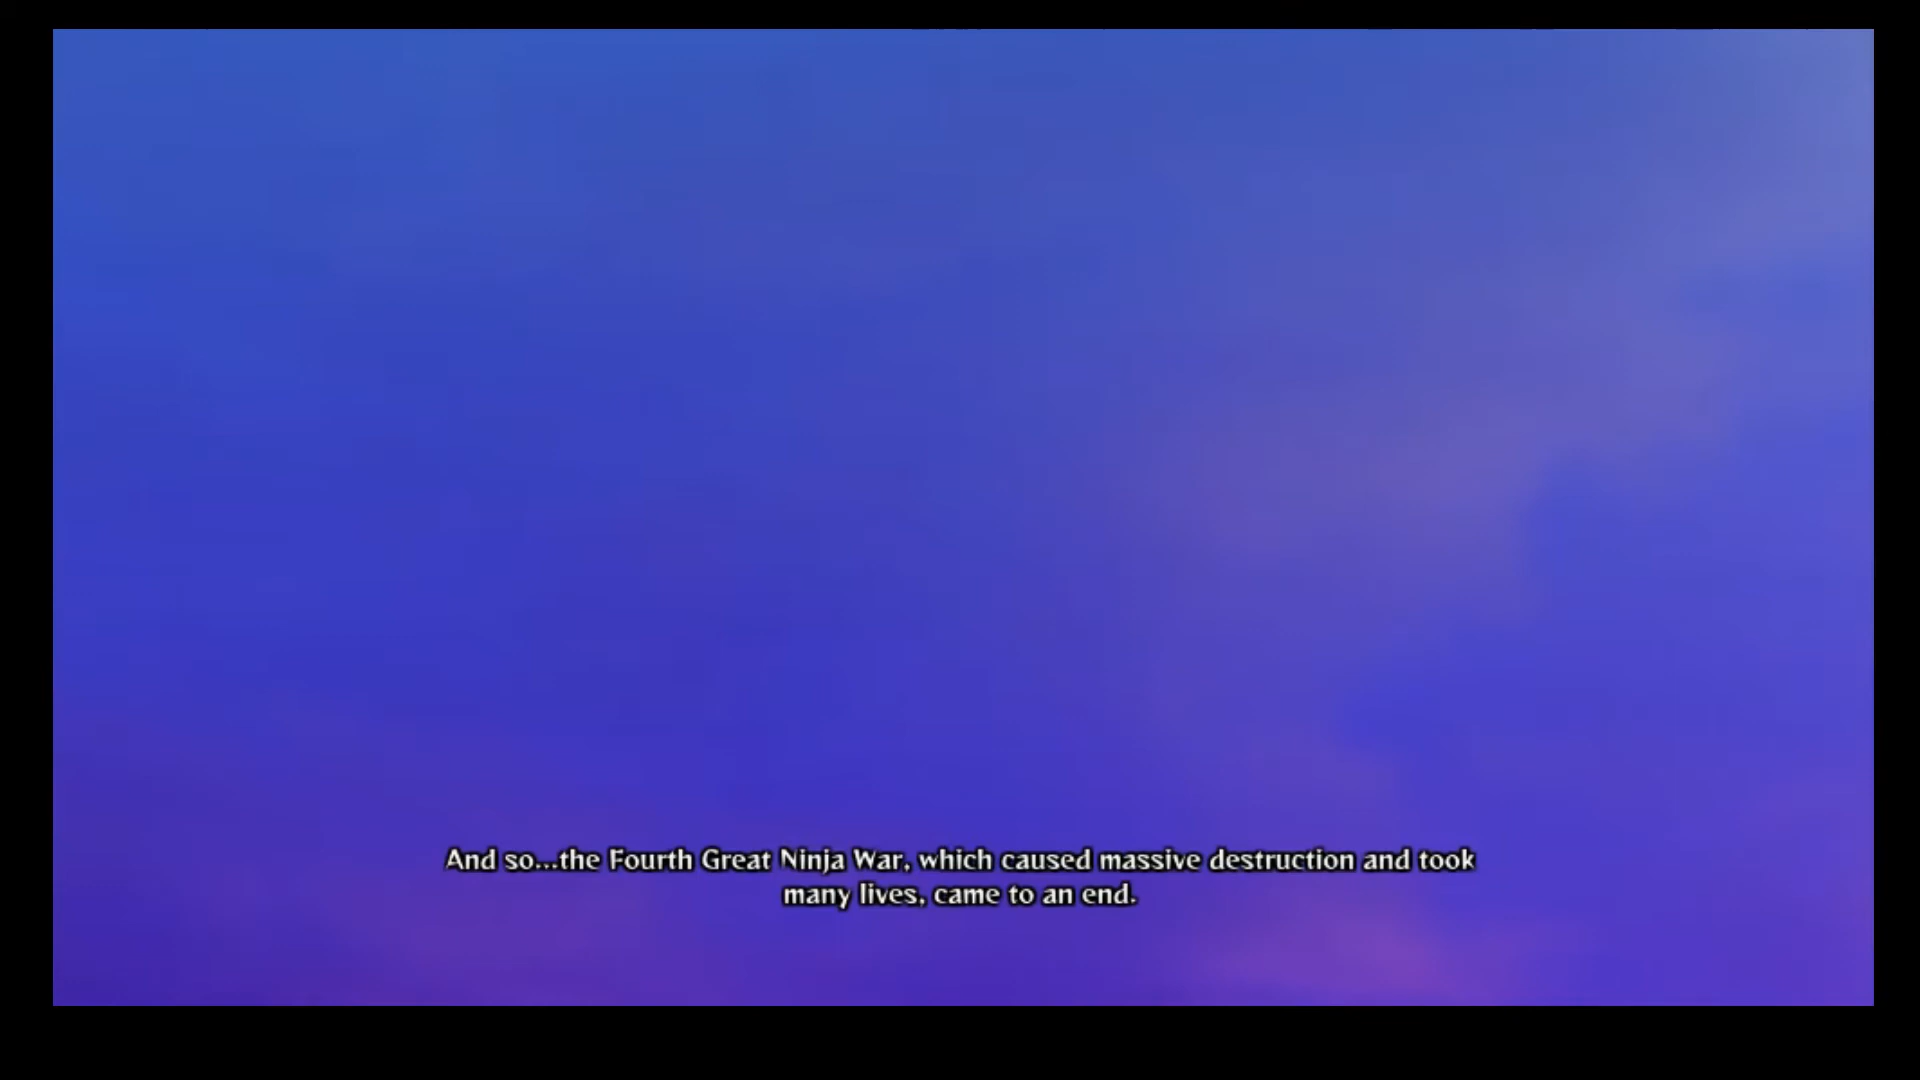 And so...the Fourth Great Ninja War, which caused massive destruction and took
many lives, came to an end.